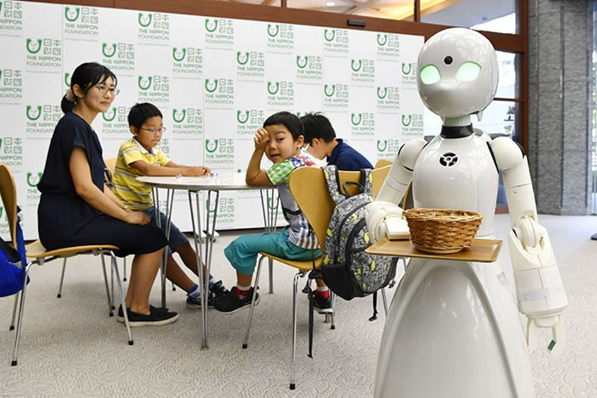 日本
財団
THE NIPPON
FOUNDATION